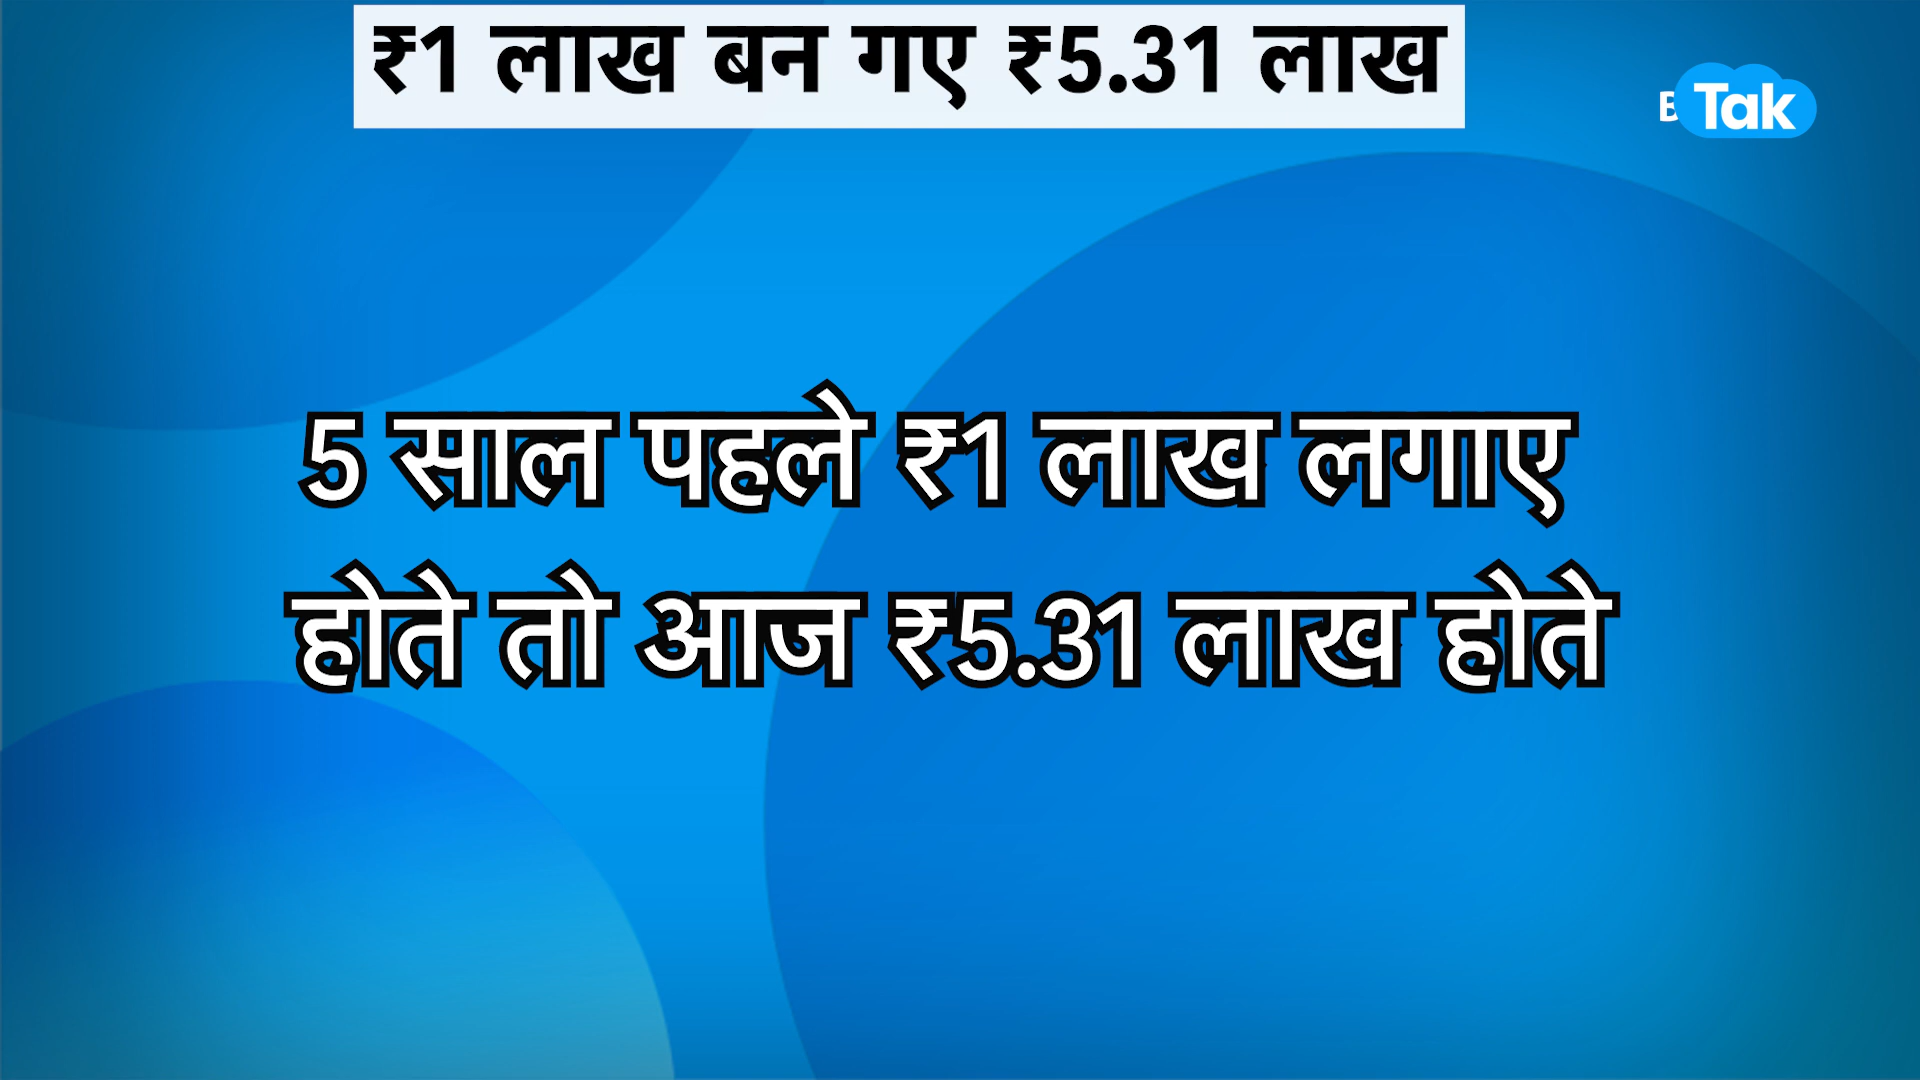 ₹1 लाख बन गए ₹5.31 लाख
Tak
5 साल पहले ₹1 लाख लगाए
होते तो आज ₹5.31 लाख होते